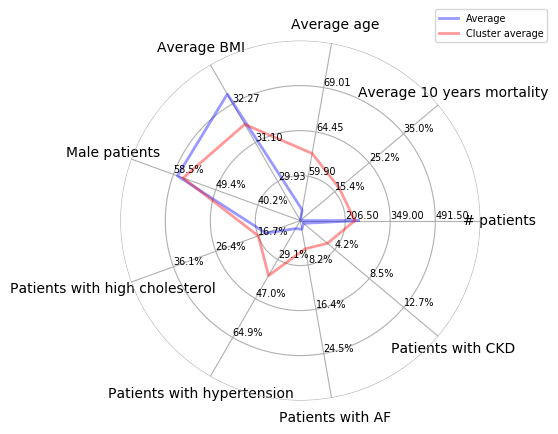 Average
Cluster average
Average age
Average BMI
69.01
Average 10 years mortality
32.27
35.0%
64.45
31.10
25.2%
Male patients
58.5%
59.90
29.93
49.4%
15.4%
40.2%
206.50
349.00
491.50
# patients
16.7%
4.2%
26.4%
29.1%
8.2%
36.1%
8.5%
Patients with high cholesterol
47.0%
16.4%
12.7%
64.9%
24.5%
Patients with CKD
Patients with hypertension
Patients with AF